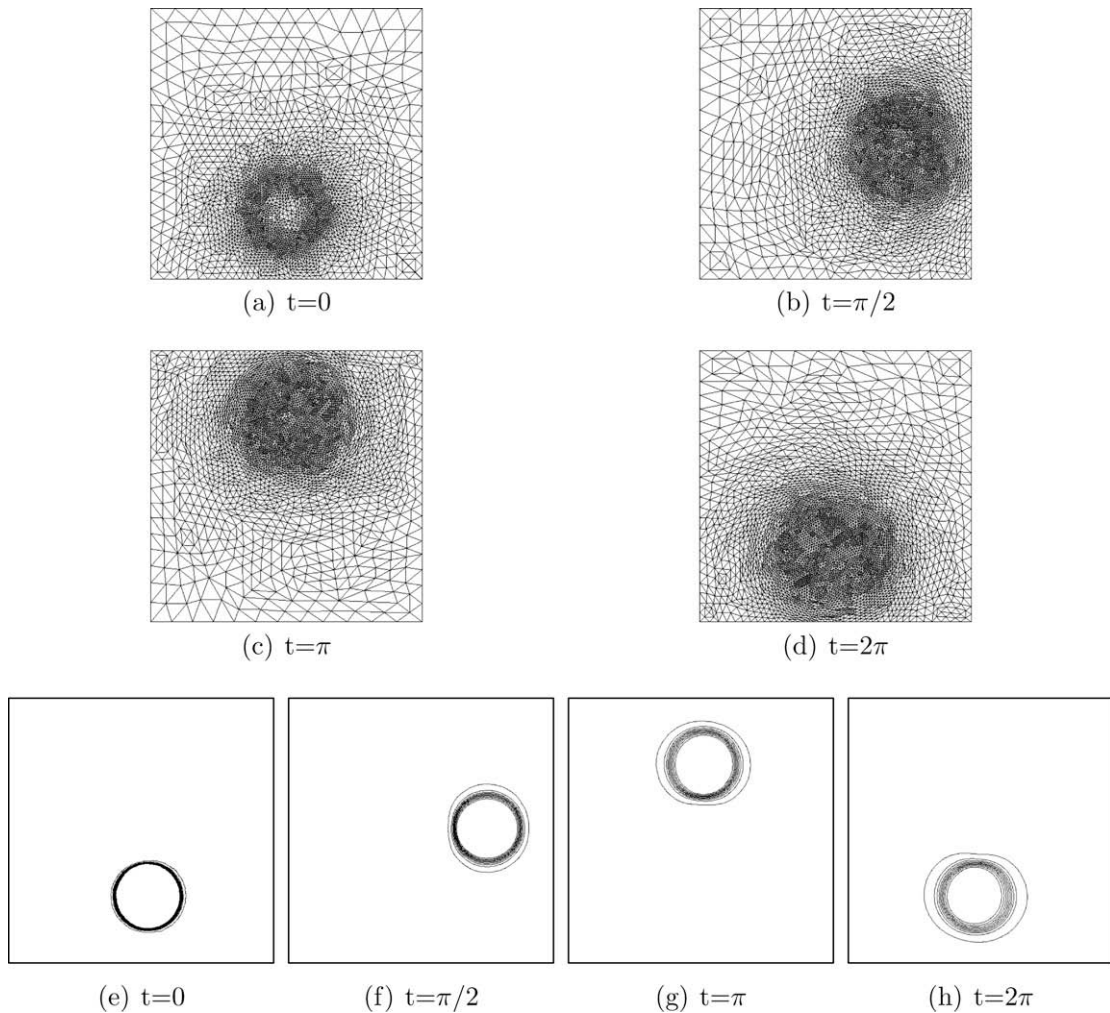 (a) t=0
(b) t=π/2
(c) t=π
(d) t=2π
(e) t=0
(f) t=π/2
(g) t=π
(h) t=2π